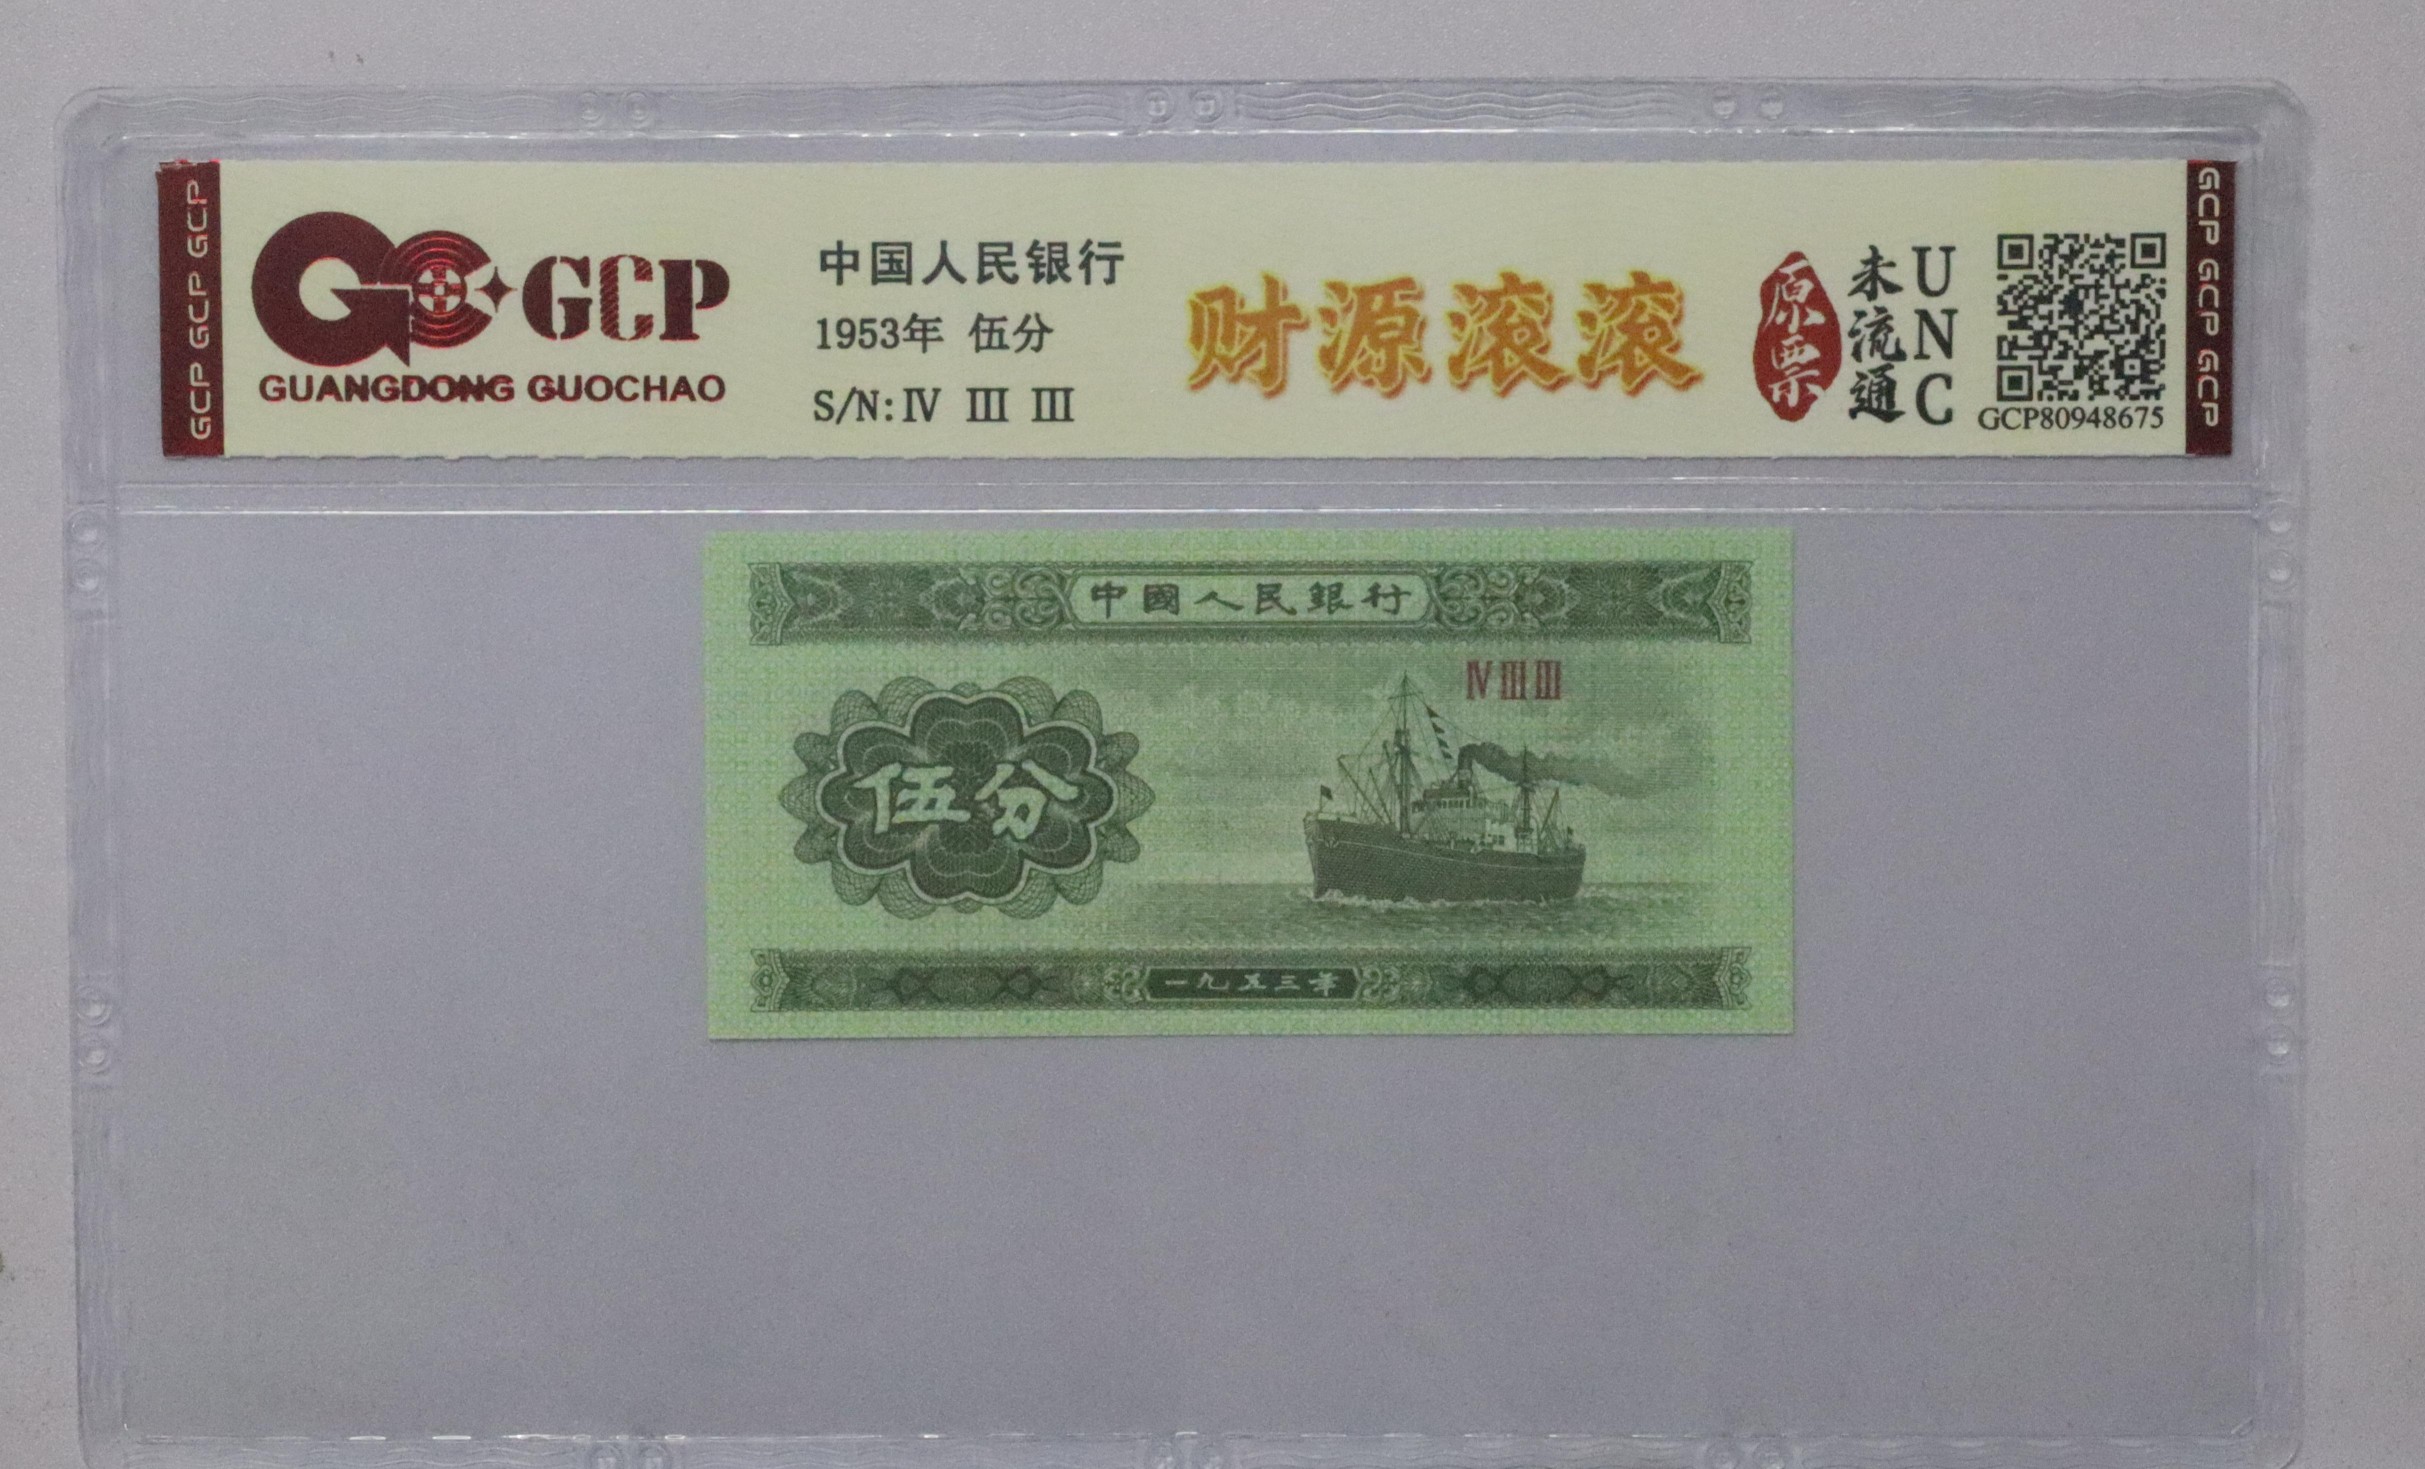 GCP GCP GCP
GCP
GUANGDONG GUOCHAO
中国人民银行
1953年 伍分
S/N: Ⅳ Ⅲ Ⅲ
财源滚滚
原票
未流通
UNC
GCP80948675
GCP GCP GCP
中國人民銀行
Ⅳ Ⅲ Ⅲ
伍分
一九五三年